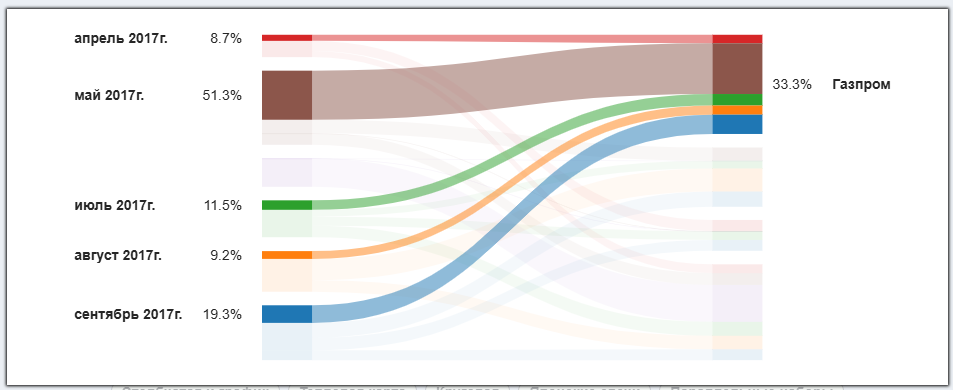 апрель 2017г. 8.7%
май 2017г. 51.3%
33.3% Газпром
июль 2017г. 11.5%
август 2017г. 9.2%
сентябрь 2017г. 19.3%